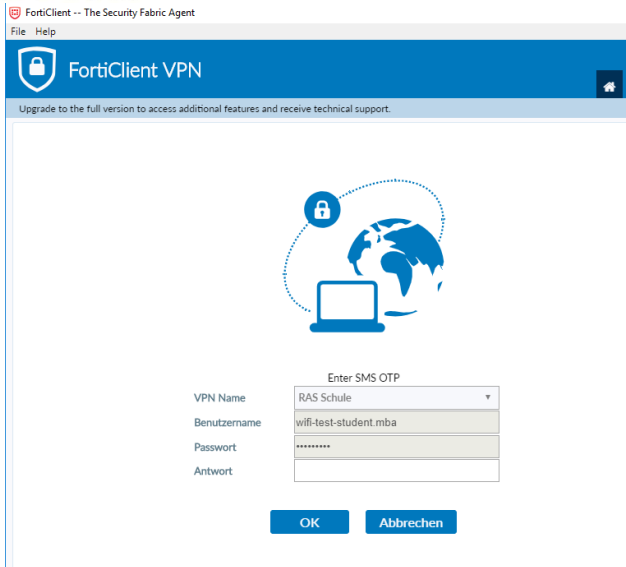 FortiClient -- The Security Fabric Agent
File Help
FortiClient VPN
Upgrade to the full version to access additional features and receive technical support.
Enter SMS OTP
VPN Name RAS Schule
Benutzername wifi-test-student.mba
Passwort •••••••••
Antwort
OK Abbrechen